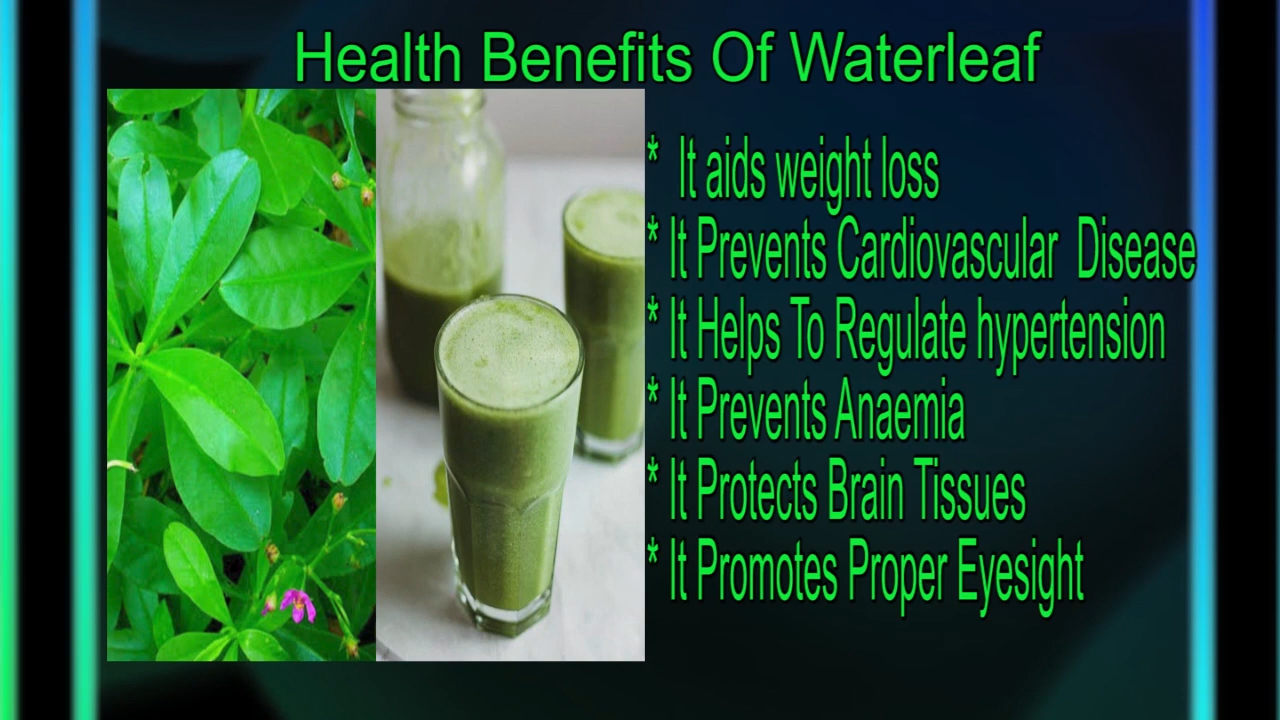 Health Benefits Of Waterleaf
* It aids weight loss
* It Prevents Cardiovascular Disease
* It Helps To Regulate hypertension
* It Prevents Anaemia
* It Protects Brain Tissues
* It Promotes Proper Eyesight